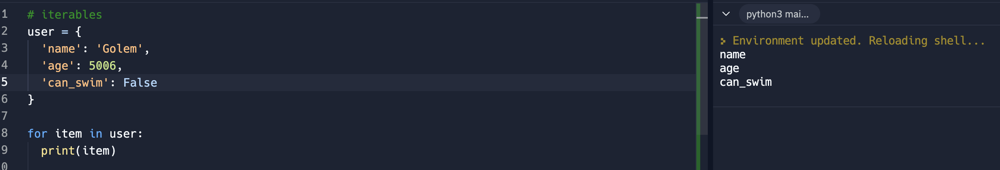 1 # iterables
2 user = {
3   'name': 'Golem',
4   'age': 5006,
5   'can_swim': False
6 }
7
8 for item in user:
9   print(item)
0
python3 mai...
Environment updated. Reloading shell...
name
age
can_swim